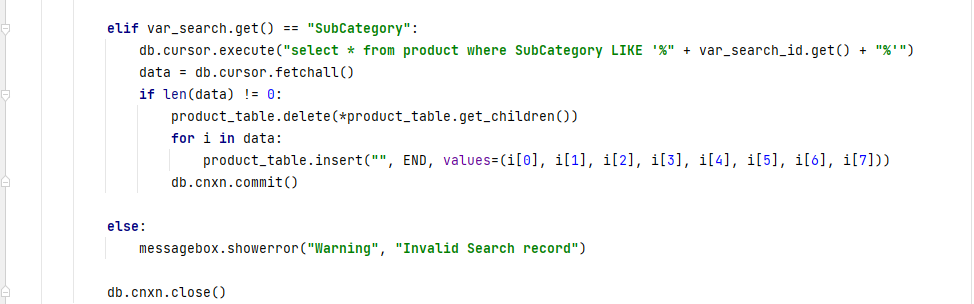 elif var_search.get() == "SubCategory":
db.cursor.execute("select * from product where SubCategory LIKE '%" + var_search_id.get() + "%'")
data = db.cursor.fetchall()
if len(data) != 0:
product_table.delete(*product_table.get_children())
for i in data:
product_table.insert("", END, values=(i[0], i[1], i[2], i[3], i[4], i[5], i[6], i[7]))
db.cnxn.commit()
else:
messagebox.showerror("Warning", "Invalid Search record")
db.cnxn.close()